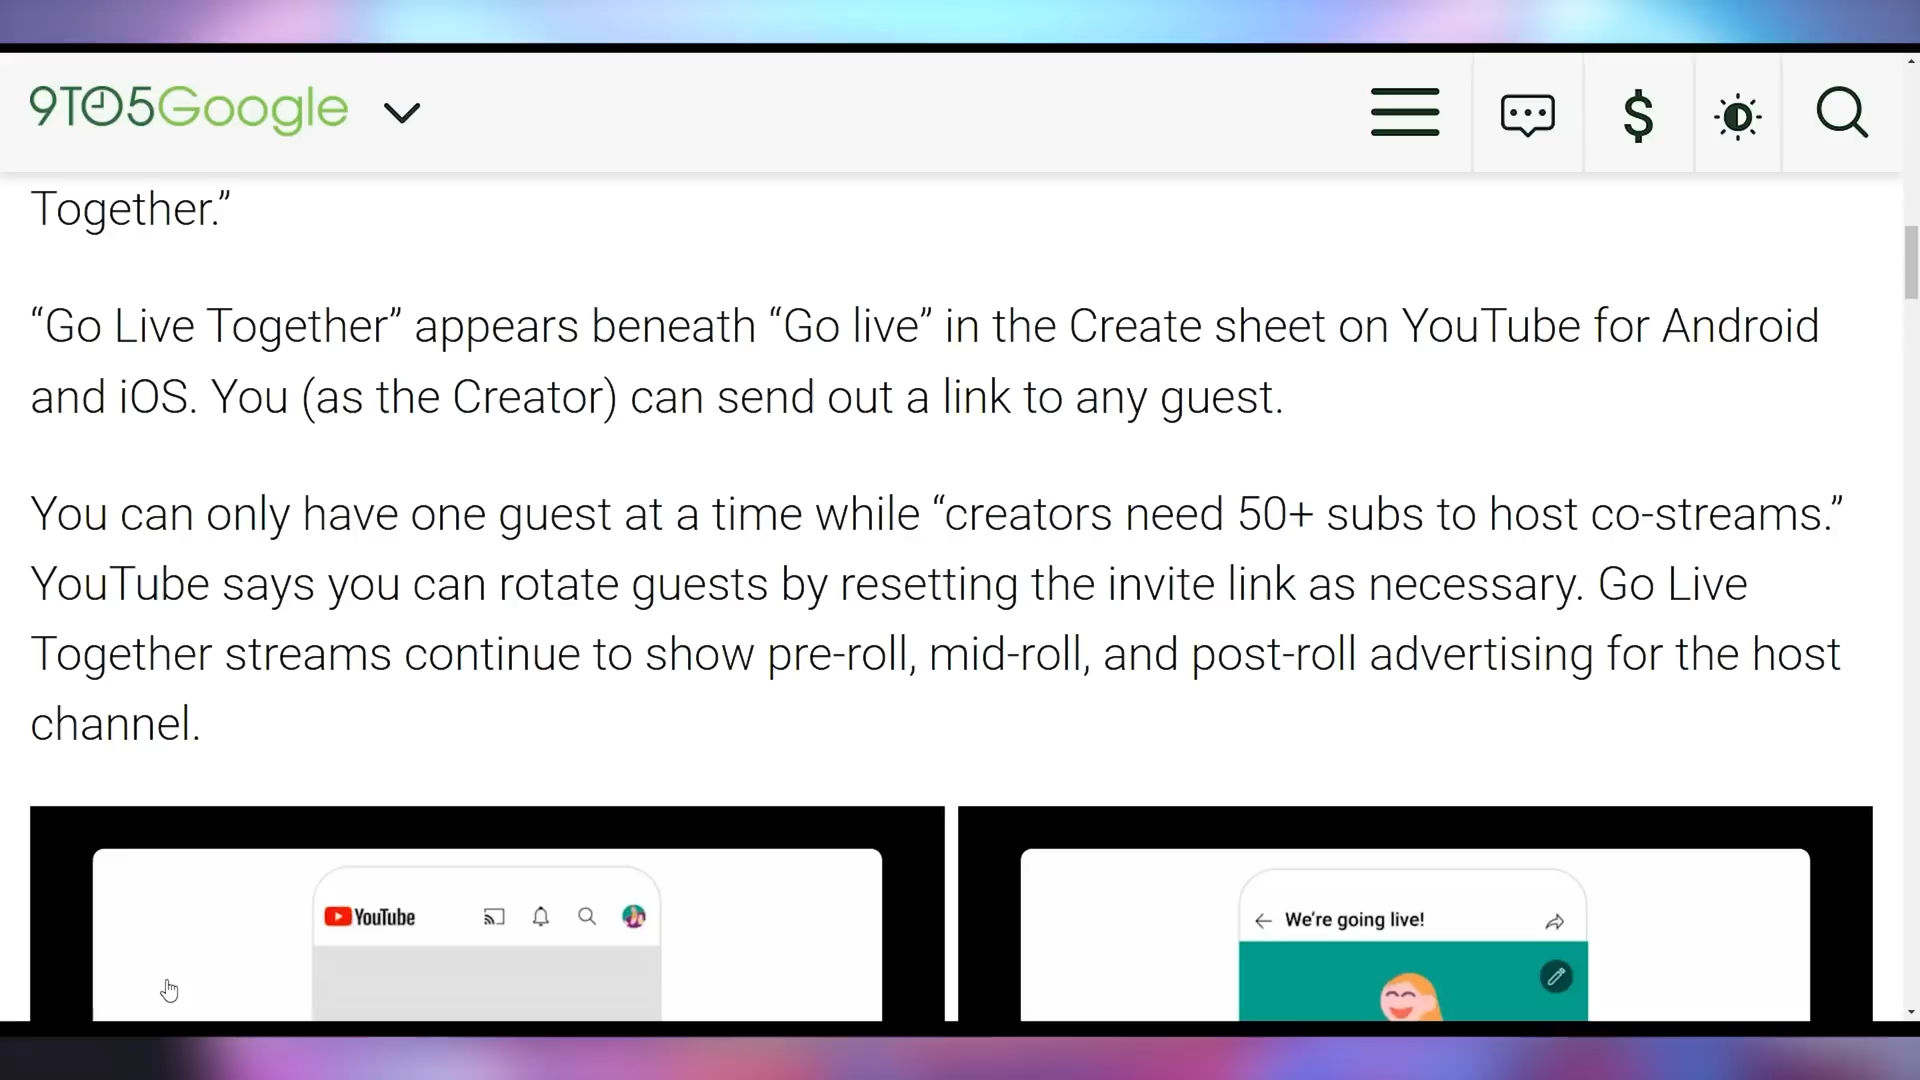 9TO5Google
$
Together.”
“Go Live Together” appears beneath “Go live” in the Create sheet on YouTube for Android
and iOS. You (as the Creator) can send out a link to any guest.
You can only have one guest at a time while “creators need 50+ subs to host co-streams.”
YouTube says you can rotate guests by resetting the invite link as necessary. Go Live
Together streams continue to show pre-roll, mid-roll, and post-roll advertising for the host
channel.
YouTube
We’re going live!